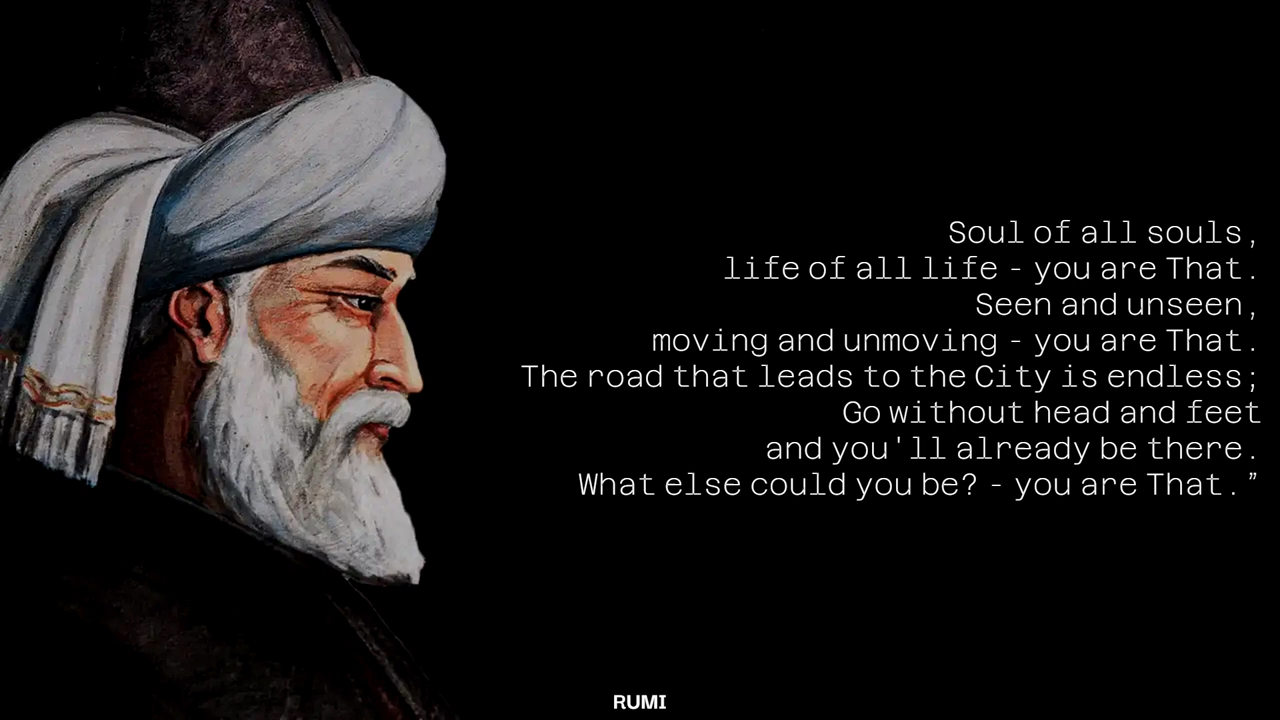 Soul of all souls,
life of all life - you are That.
Seen and unseen,
moving and unmoving - you are That.
The road that leads to the City is endless;
Go without head and feet
and you'll already be there.
What else could you be? - you are That.”
RUMI